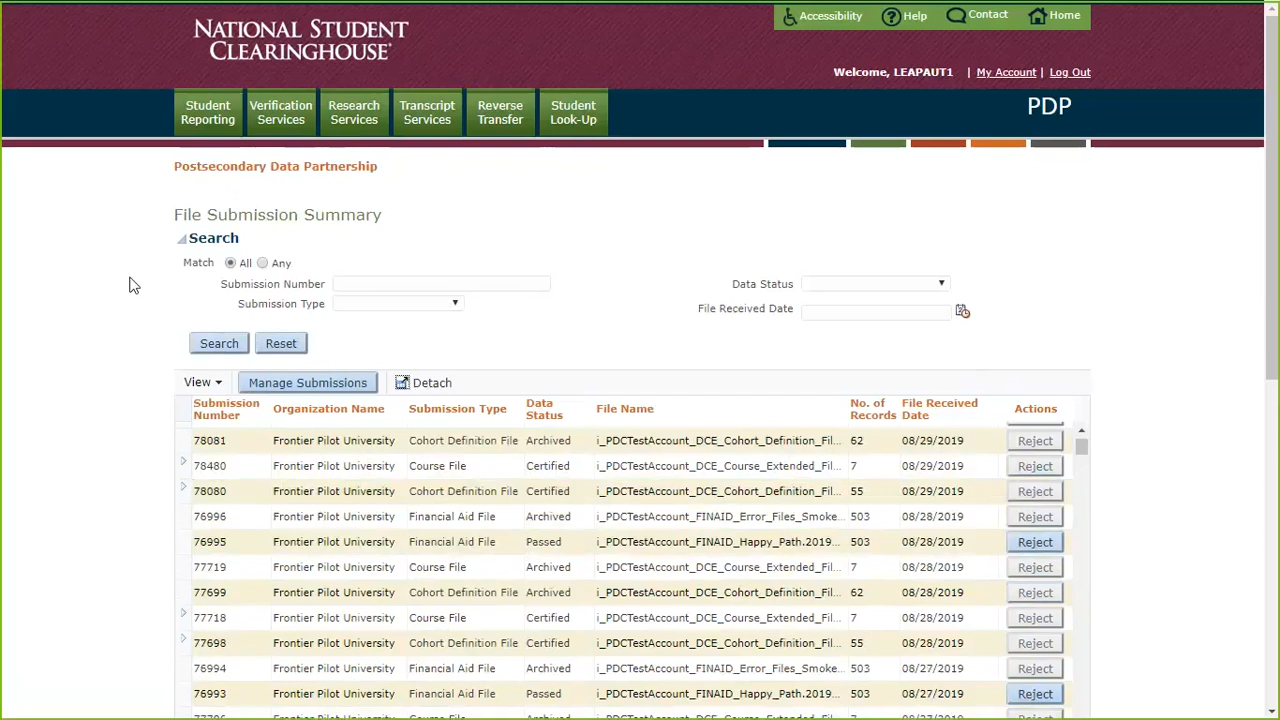 NATIONAL STUDENT
CLEARINGHOUSE®
Accessibility Help Contact Home
Welcome, LEAPAUT1 | My Account | Log Out
Student Reporting Verification Services Research Services Transcript Services Reverse Transfer Student Look-Up
PDP
Postsecondary Data Partnership
File Submission Summary
Search
Match All Any
Submission Number Data Status
Submission Type File Received Date
Search Reset
View Manage Submissions Detach
Submission Number Organization Name Submission Type Data Status File Name No. of Records File Received Date Actions
78081 Frontier Pilot University Cohort Definition File Archived i_PDCTestAccount_DCE_Cohort_Definition_Fil... 62 08/29/2019 Reject
78480 Frontier Pilot University Course File Certified i_PDCTestAccount_DCE_Course_Extended_Fil... 7 08/29/2019 Reject
78080 Frontier Pilot University Cohort Definition File Certified i_PDCTestAccount_DCE_Cohort_Definition_Fil... 55 08/29/2019 Reject
76996 Frontier Pilot University Financial Aid File Archived i_PDCTestAccount_FINAID_Error_Files_Smoke... 503 08/28/2019 Reject
76995 Frontier Pilot University Financial Aid File Passed i_PDCTestAccount_FINAID_Happy_Path.2019... 503 08/28/2019 Reject
77719 Frontier Pilot University Course File Archived i_PDCTestAccount_DCE_Course_Extended_Fil... 7 08/28/2019 Reject
77699 Frontier Pilot University Cohort Definition File Archived i_PDCTestAccount_DCE_Cohort_Definition_Fil... 62 08/28/2019 Reject
77718 Frontier Pilot University Course File Certified i_PDCTestAccount_DCE_Course_Extended_Fil... 7 08/28/2019 Reject
77698 Frontier Pilot University Cohort Definition File Certified i_PDCTestAccount_DCE_Cohort_Definition_Fil... 55 08/28/2019 Reject
76994 Frontier Pilot University Financial Aid File Archived i_PDCTestAccount_FINAID_Error_Files_Smoke... 503 08/27/2019 Reject
76993 Frontier Pilot University Financial Aid File Passed i_PDCTestAccount_FINAID_Happy_Path.2019... 503 08/27/2019 Reject